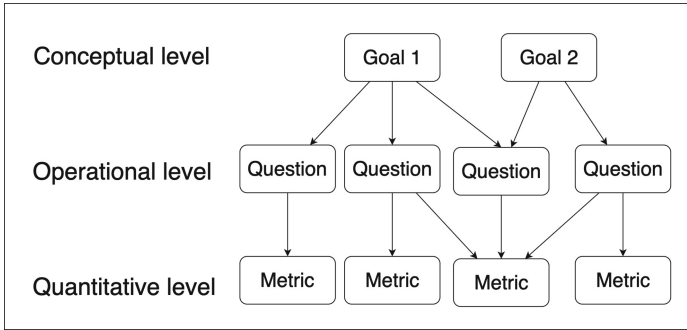 Conceptual level
Goal 1
Goal 2
Operational level
Question
Question
Question
Question
Quantitative level
Metric
Metric
Metric
Metric